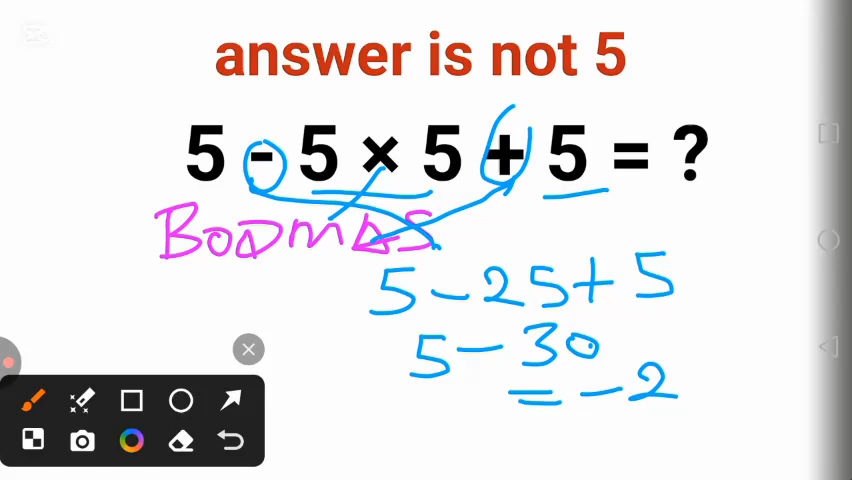 answer is not 5
5 - 5 × 5 + 5 = ?
BODMAS
5 - 25 + 5
5 - 30
= - 2